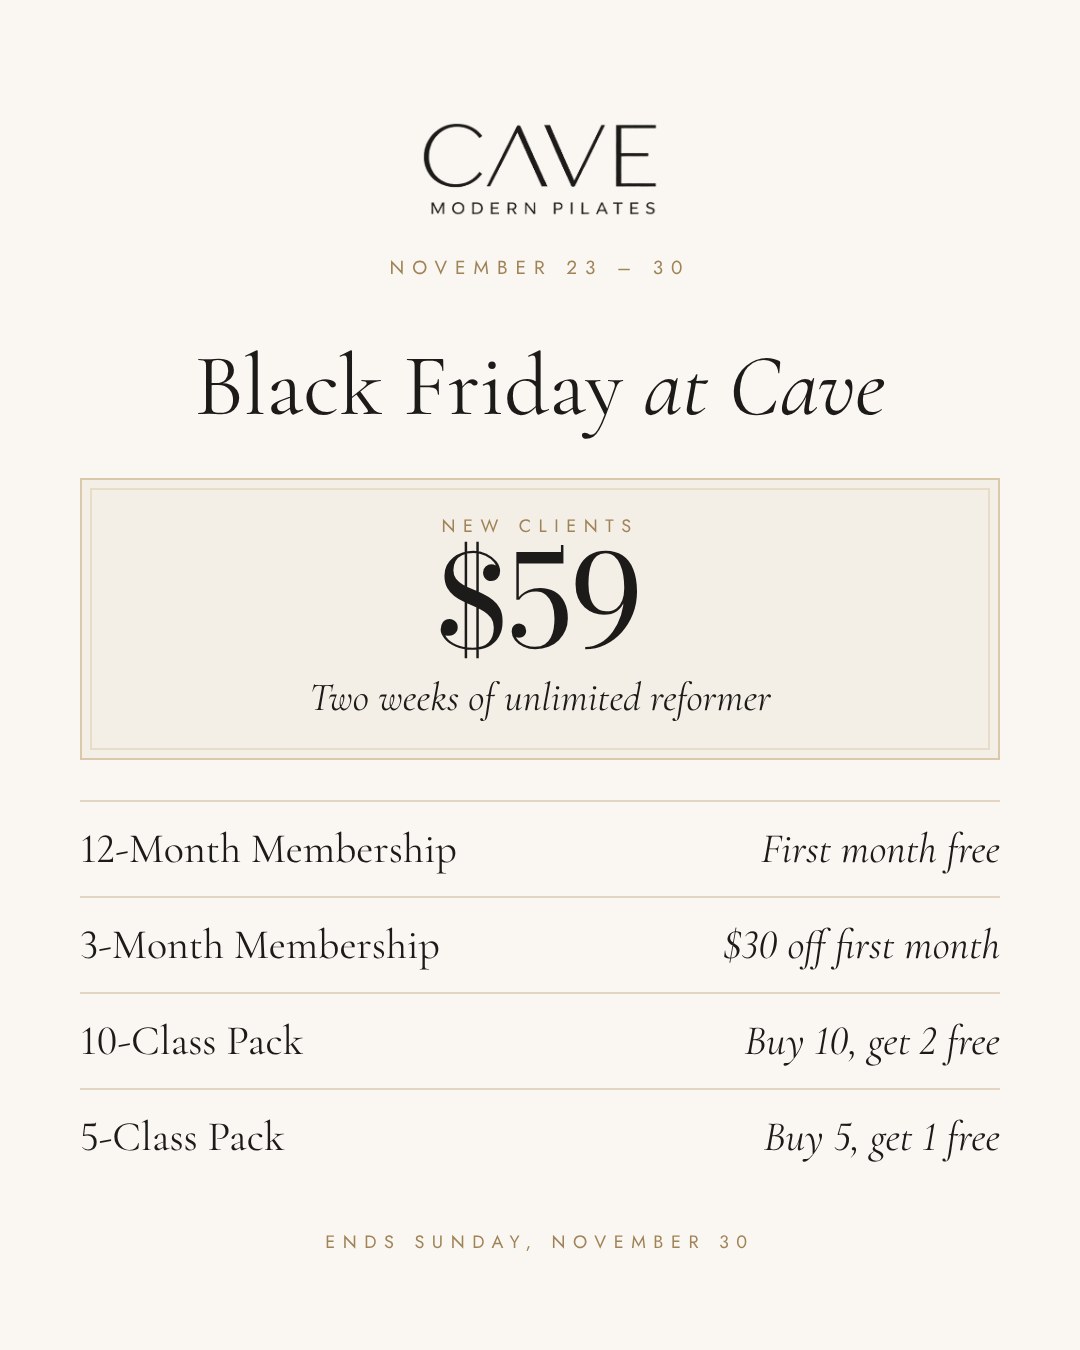 CAVE
MODERN PILATES
NOVEMBER 23 – 30
Black Friday at Cave
NEW CLIENTS
$59
Two weeks of unlimited reformer
12-Month Membership First month free
3-Month Membership $30 off first month
10-Class Pack Buy 10, get 2 free
5-Class Pack Buy 5, get 1 free
ENDS SUNDAY, NOVEMBER 30